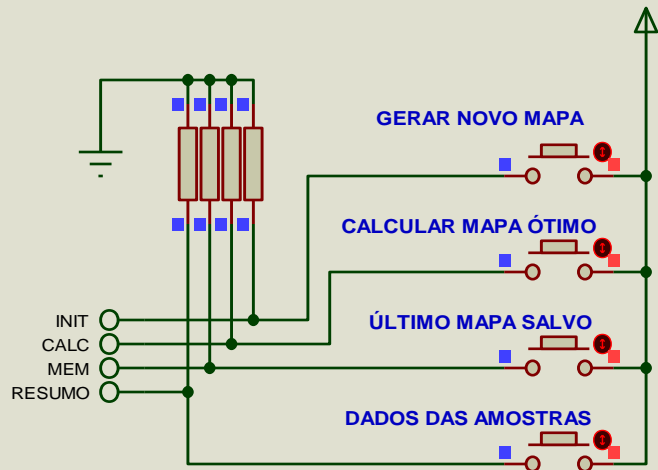 GERAR NOVO MAPA
CALCULAR MAPA ÓTIMO
INIT
ÚLTIMO MAPA SALVO
CALC
MEM
RESUMO
DADOS DAS AMOSTRAS